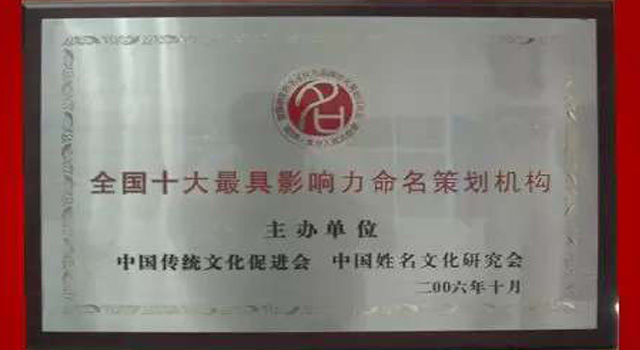 全国十大最具影响力命名策划机构
主办单位
中国传统文化促进会 中国姓名文化研究会
二00六年十月